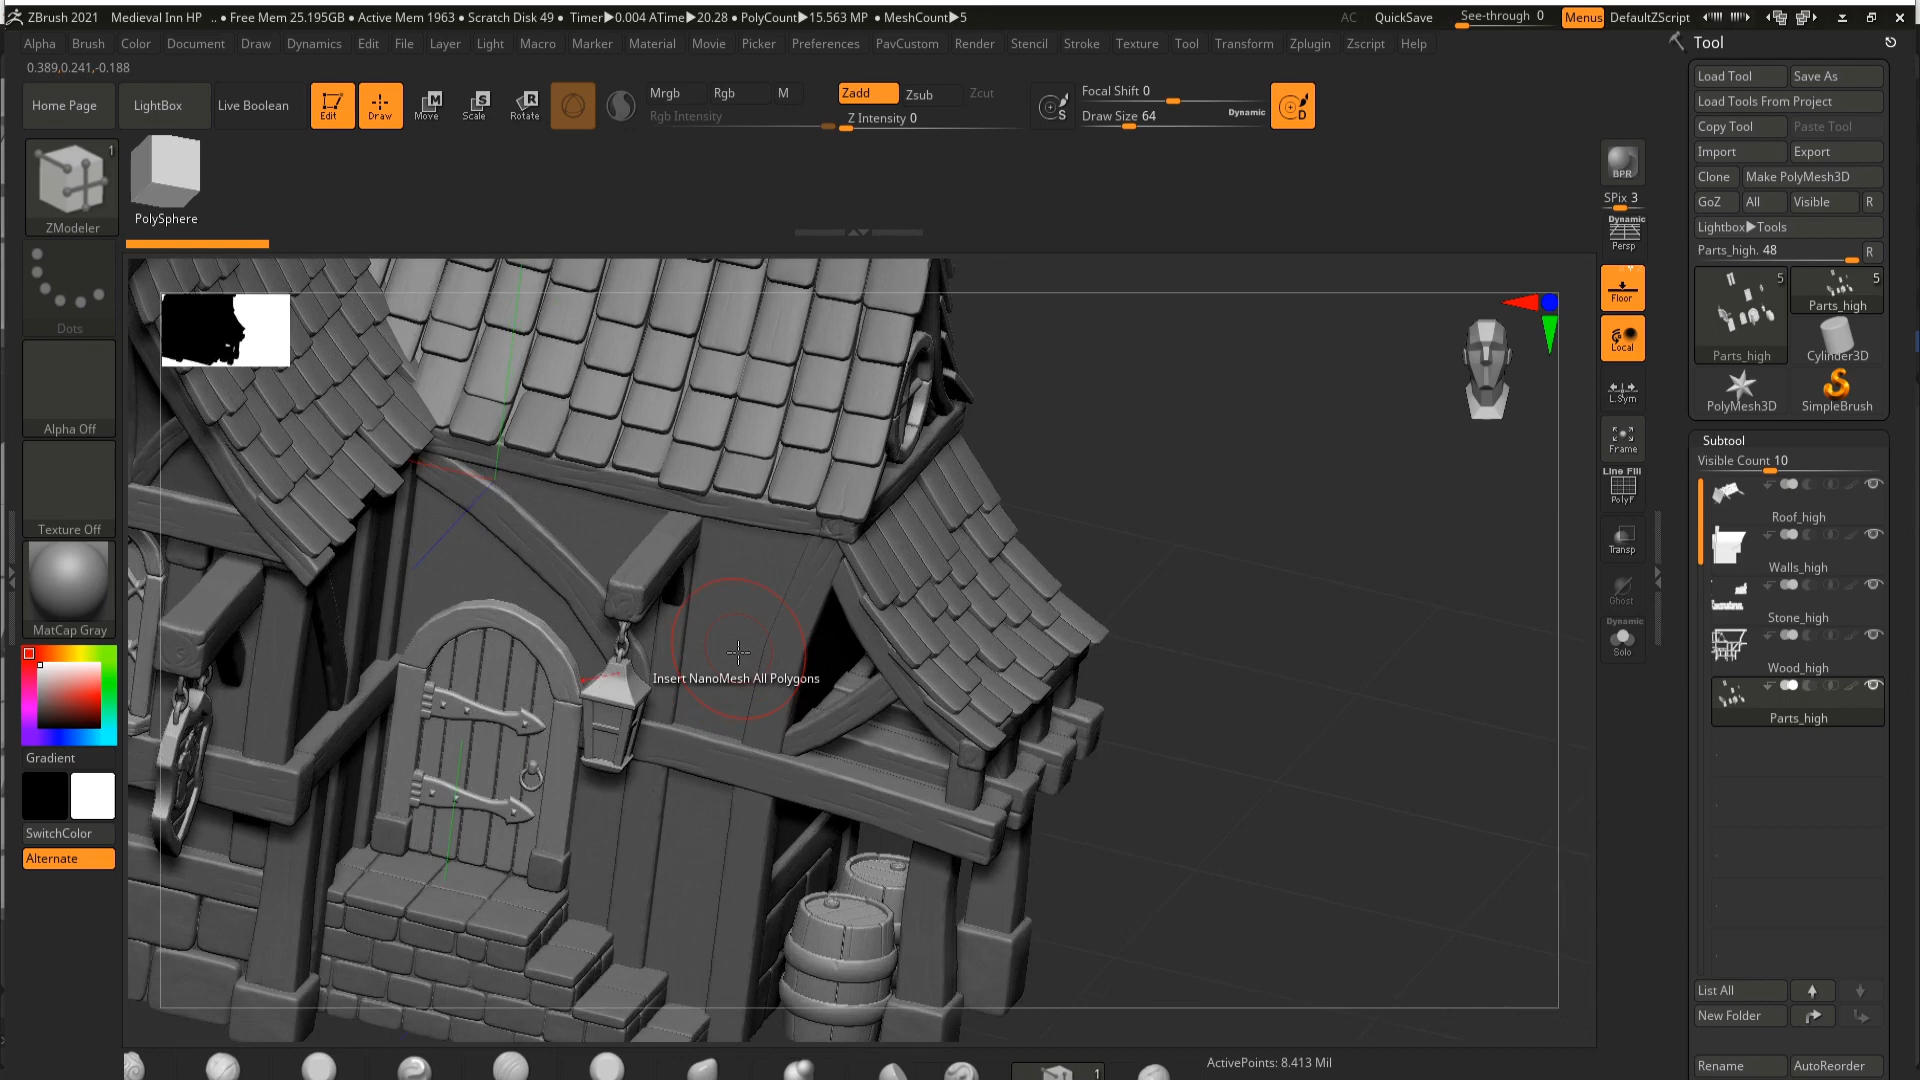 ZBrush 2021 Medieval Inn HP .. • Free Mem 25.195GB • Active Mem 1963 • Scratch Disk 49 • Timer▶0.004 ATime▶20.28 • PolyCount▶15.563 MP • MeshCount▶5 AC QuickSave See-through 0 Menus DefaultZScript
Alpha Brush Color Document Draw Dynamics Edit File Layer Light Macro Marker Material Movie Picker Preferences PavCustom Render Stencil Stroke Texture Tool Transform Zplugin Zscript Help
0.389,0.241,-0.188
Home Page LightBox Live Boolean Edit Draw Move Scale Rotate
Mrgb Rgb M Zadd Zsub Zcut
Rgb Intensity Z Intensity 0
Focal Shift 0
Draw Size 64 Dynamic
S
D
1
ZModeler
PolySphere
Dots
Alpha Off
Texture Off
MatCap Gray
Gradient
SwitchColor
Alternate
Insert NanoMesh All Polygons
BPR
SPix 3
Dynamic
Persp
Floor
Local
L.Sym
Frame
Line Fill
PolyF
Transp
Ghost
Dynamic
Solo
Tool
Load Tool Save As
Load Tools From Project
Copy Tool Paste Tool
Import Export
Clone Make PolyMesh3D
GoZ All Visible R
Lightbox▶Tools
Parts_high. 48 R
5 5
Parts_high
Parts_high Cylinder3D
PolyMesh3D SimpleBrush
Subtool
Visible Count 10
Roof_high
Walls_high
Stone_high
Wood_high
Parts_high
List All
New Folder
Rename AutoReorder
1
ActivePoints: 8.413 Mil